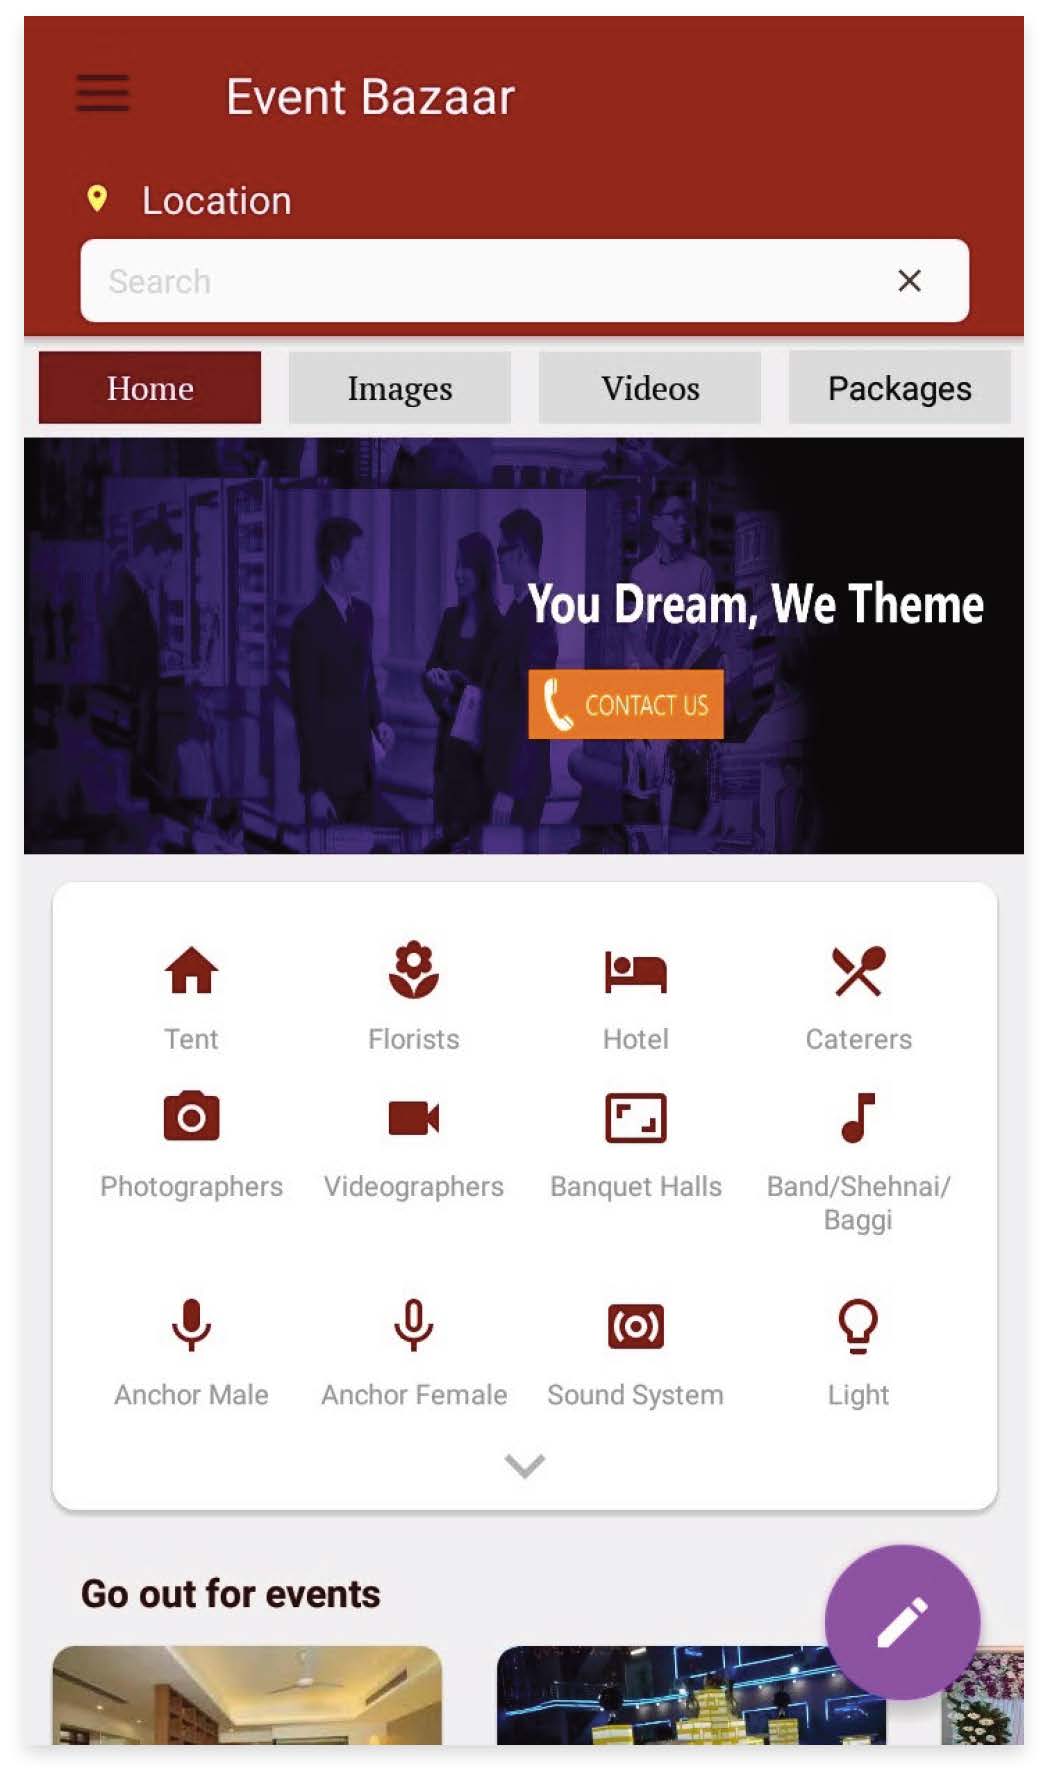 Event Bazaar
Location
Search
Home Images Videos Packages
You Dream, We Theme
CONTACT US
Tent Florists Hotel Caterers
Photographers Videographers Banquet Halls Band/Shehnai/
Baggi
Anchor Male Anchor Female Sound System Light
Go out for events